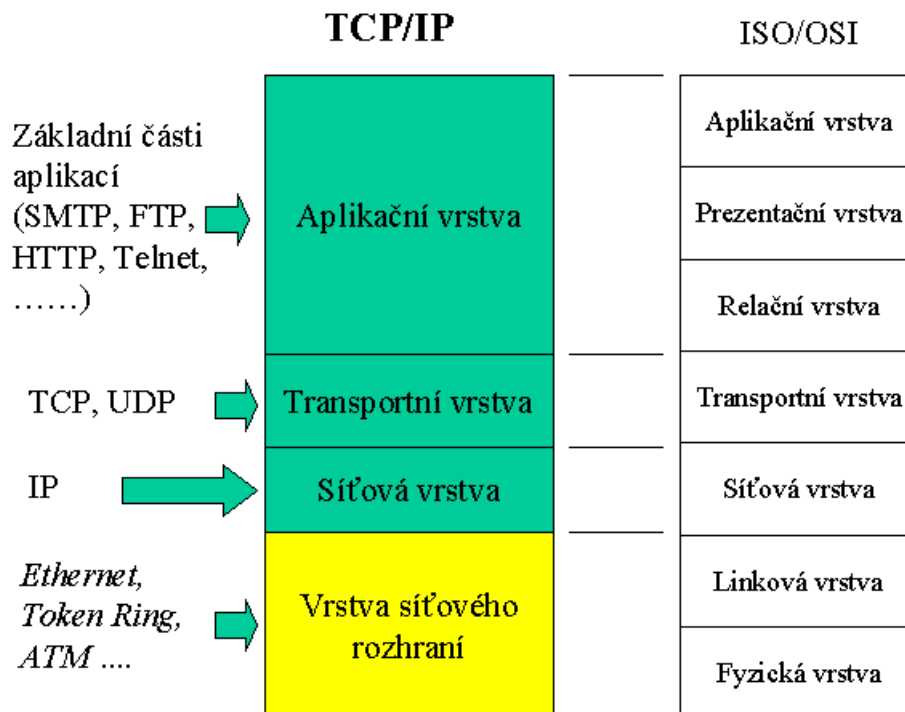 TCP/IP
ISO/OSI
Základní části
aplikací
(SMTP, FTP,
HTTP, Telnet,
……)
TCP, UDP
IP
Ethernet,
Token Ring,
ATM ....
Aplikační vrstva
Transportní vrstva
Síťová vrstva
Vrstva síťového
rozhraní
Aplikační vrstva
Prezentační vrstva
Relační vrstva
Transportní vrstva
Síťová vrstva
Linková vrstva
Fyzická vrstva